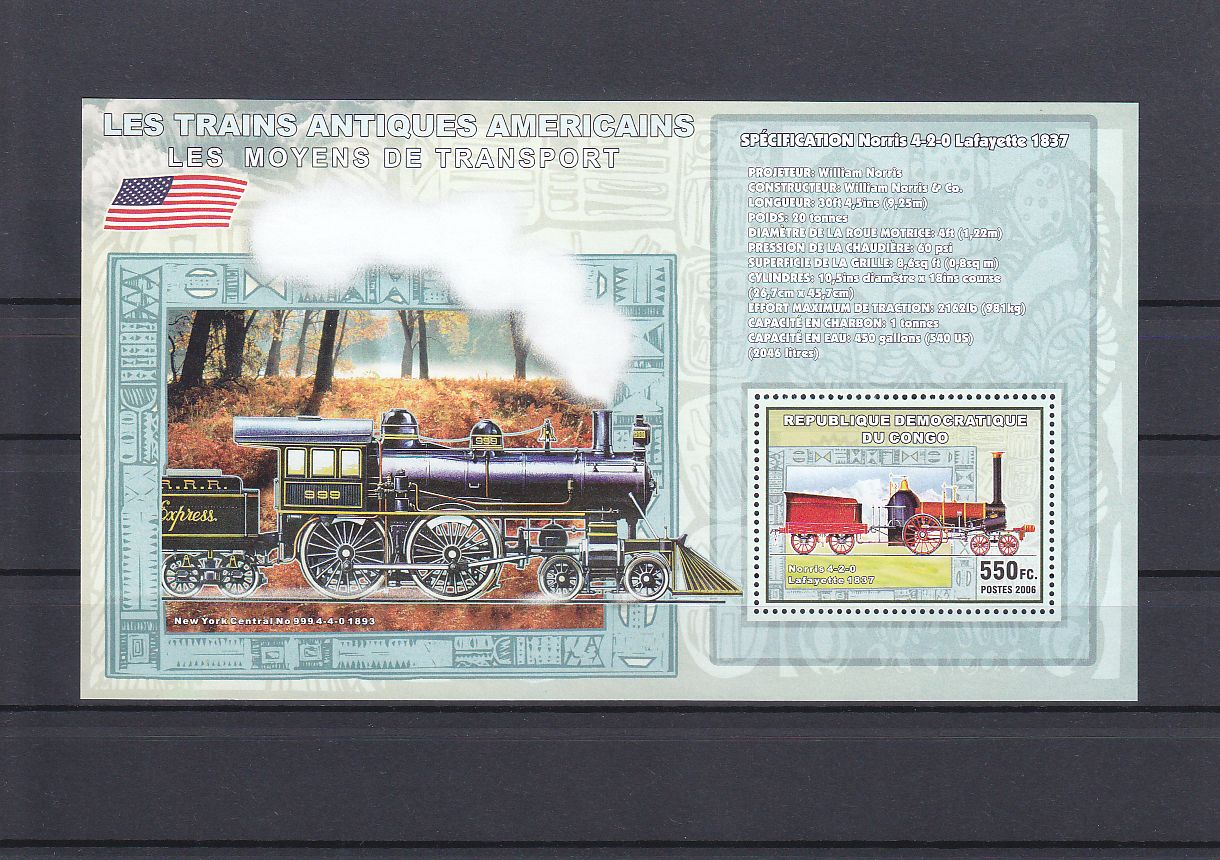 LES TRAINS ANTIQUES AMERICAINS
LES MOYENS DE TRANSPORT
SPÉCIFICATION Norris 4-2-0 Lafayette 1837
PROJETEUR: William Norris
CONSTRUCTEUR: William Norris & Co.
LONGUEUR: 30ft 4,5ins (9,25m)
POIDS: 20 tonnes
DIAMÈTRE DE LA ROUE MOTRICE: 4ft (1,22m)
PRESSION DE LA CHAUDIÈRE: 60 psi
SUPERFICIE DE LA GRILLE: 8,6sq ft (0,8sq m)
CYLINDRES: 10,5ins diamètre x 18ins course
(26,7cm x 45,7cm)
EFFORT MAXIMUM DE TRACTION: 2162lb (981kg)
CAPACITÉ EN CHARBON: 1 tonnes
CAPACITÉ EN EAU: 450 gallons (540 US)
(2046 litres)
999
999
999
.R.R.R.
Express.
New York Central No 999.4-4-0 1893
REPUBLIQUE DEMOCRATIQUE
DU CONGO
Norris 4-2-0
Lafayette 1837
550FC.
POSTES 2006